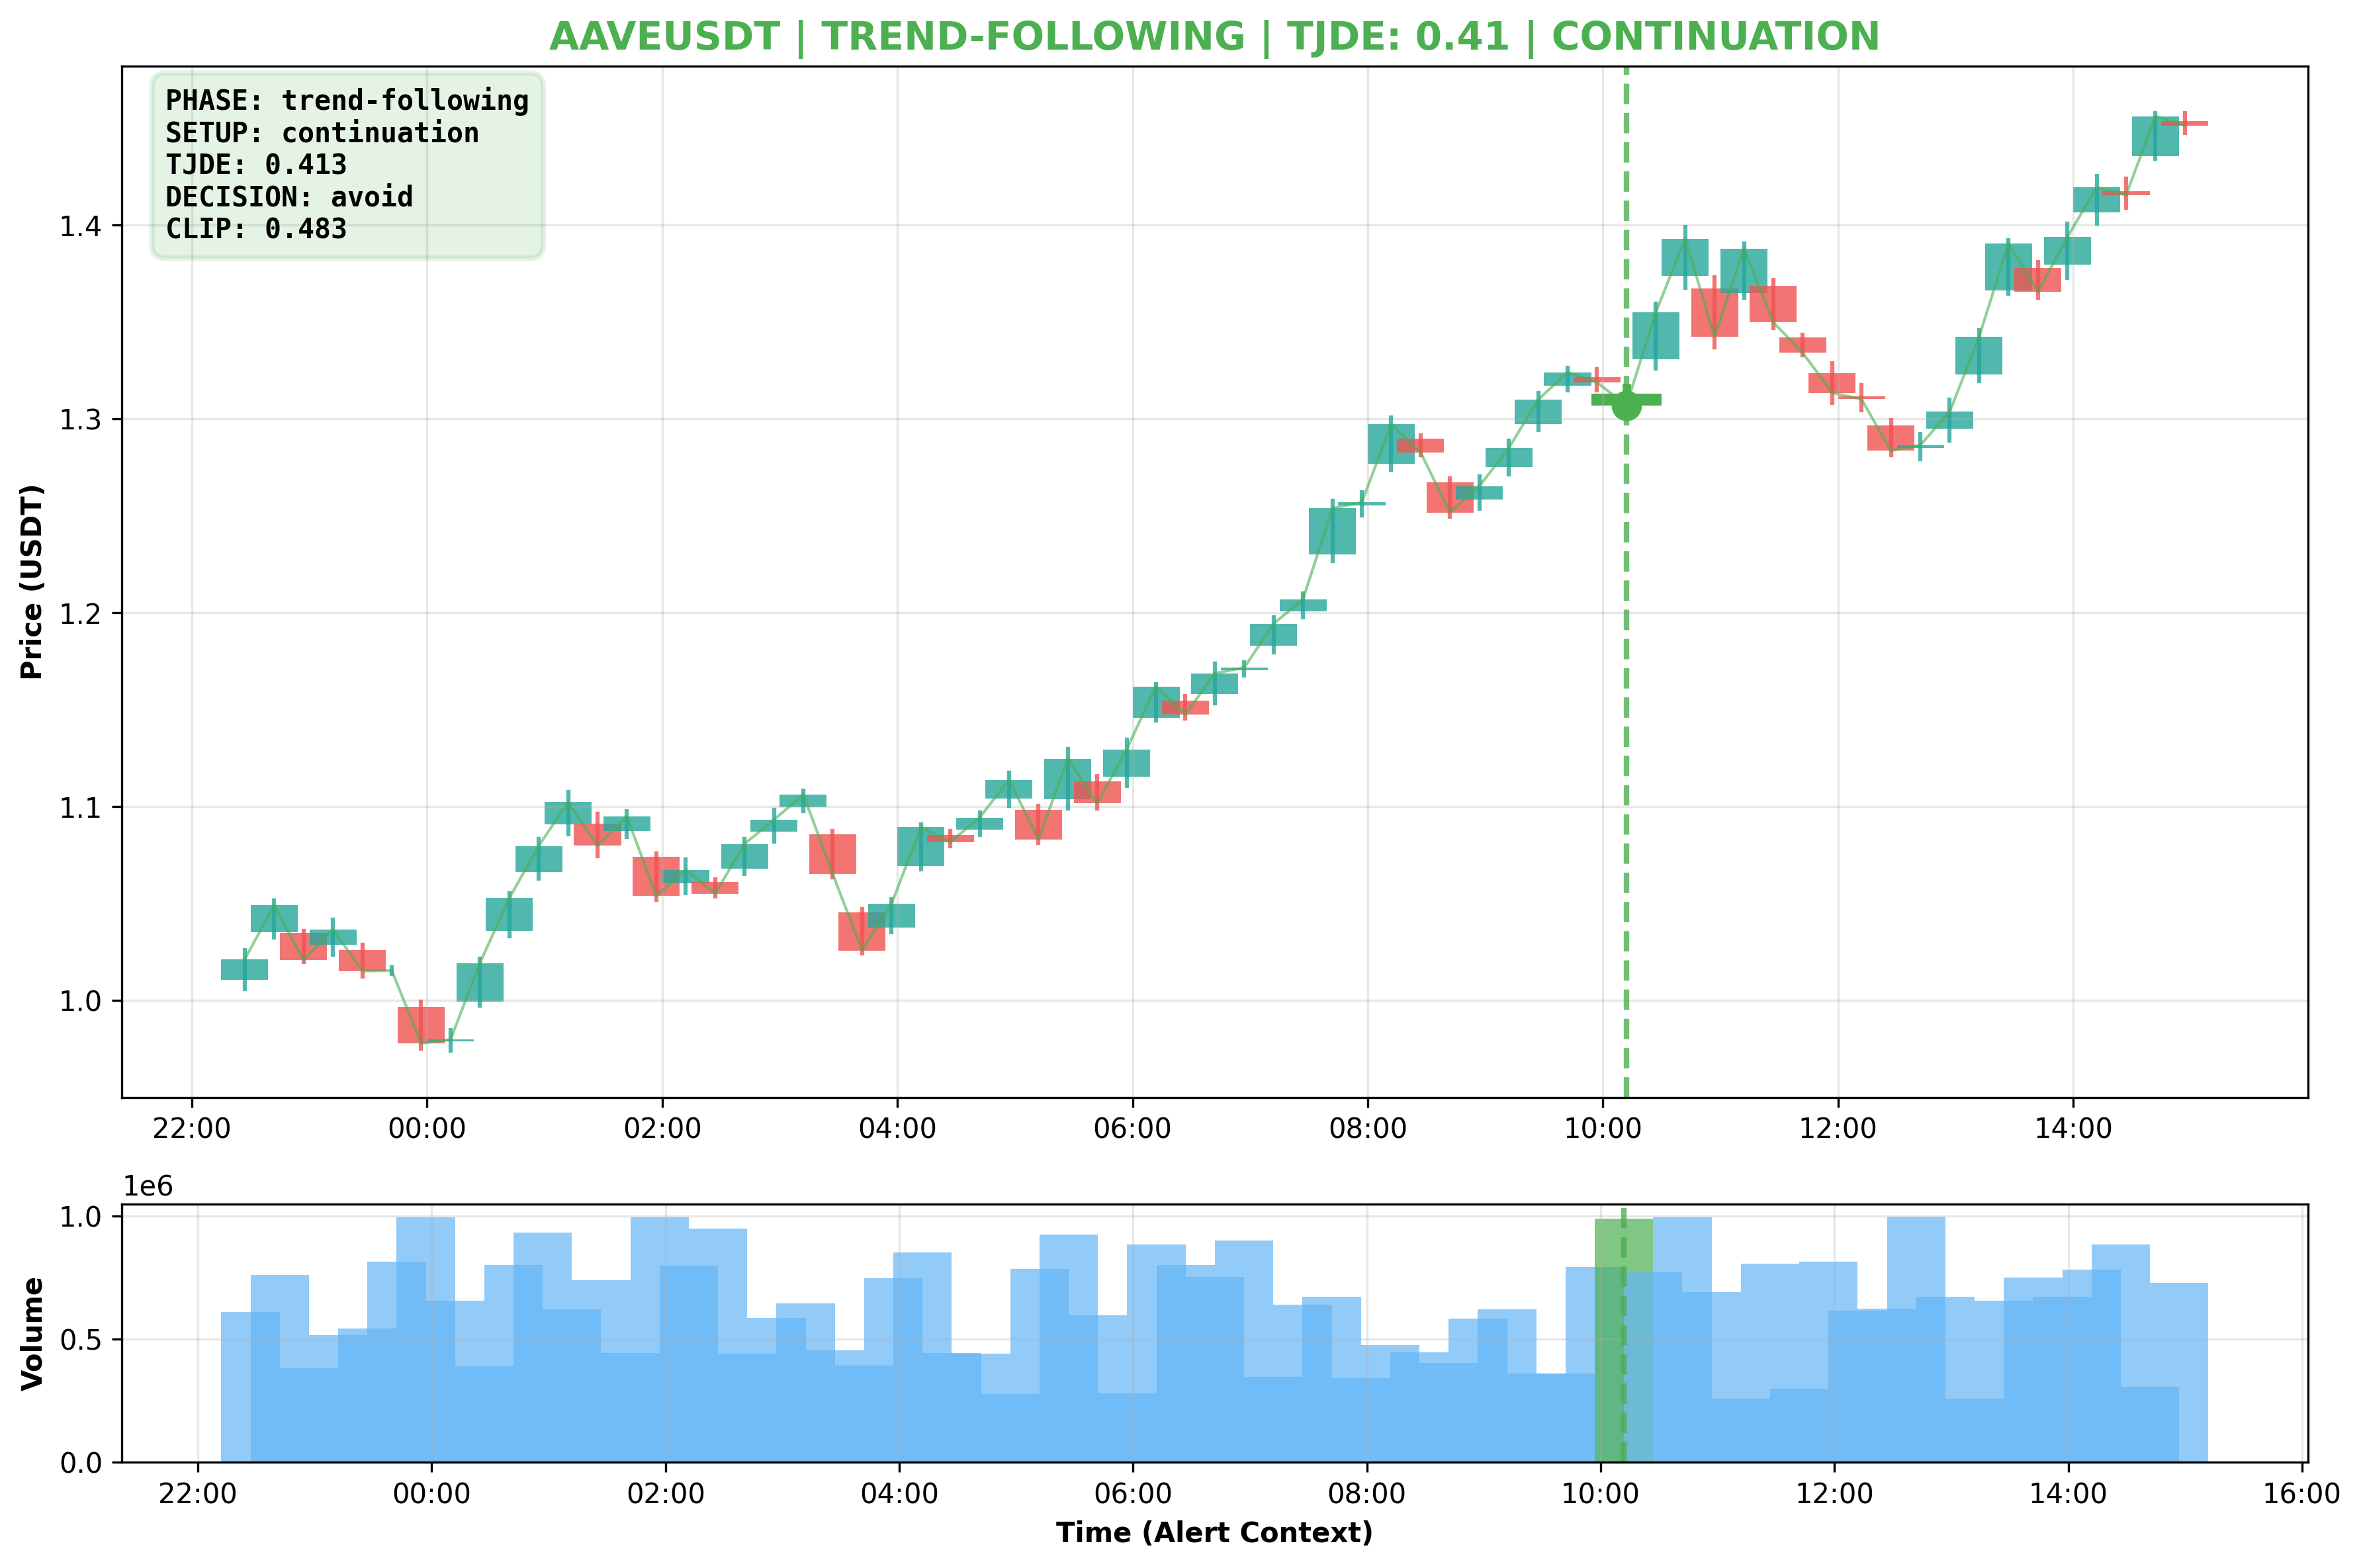 AAVEUSDT | TREND-FOLLOWING | TJDE: 0.41 | CONTINUATION
PHASE: trend-following
SETUP: continuation
TJDE: 0.413
DECISION: avoid
CLIP: 0.483
Price (USDT)
1.4
1.3
1.2
1.1
1.0
22:00 00:00 02:00 04:00 06:00 08:00 10:00 12:00 14:00
1e6
Volume
1.0
0.5
0.0
22:00 00:00 02:00 04:00 06:00 08:00 10:00 12:00 14:00 16:00
Time (Alert Context)